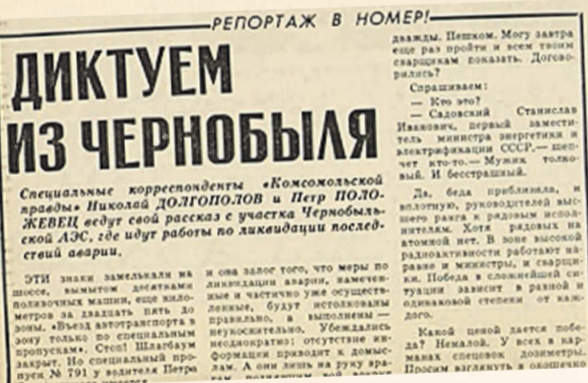 РЕПОРТАЖ В НОМЕР!
ДИКТУЕМ
ИЗ ЧЕРНОБЫЛЯ
Специальные корреспонденты «Комсомольской
правды» Николай ДОЛГОПОЛОВ и Петр ПОЛО-
ЖЕВЕЦ ведут свой рассказ с участка Чернобыль-
ской АЭС, где идут работы по ликвидации послед-
ствий аварии.
ЭТИ знаки замелькали на
шоссе, вымытом десятками
поливочных машин, еще кило-
метров за двадцать пять до
зоны. «Въезд автотранспорта в
зону только по специальным
пропускам». Стоп! Шлагбаум
закрыт. Но специальный про-
пуск № 791 у водителя Петра
и она залог того, что меры по
ликвидации аварии, намечен-
ные и частично уже осуществ-
ленные, будут истолкованы
правильно, а выполнены —
неукоснительно. Убеждались
неоднократно: отсутствие ин-
формации приводит к домыс-
лам. А они лишь на руку вра-
дважды. Пешком. Могу завтра
еще раз пройти и всем твоим
сварщикам показать. Догово-
рились?
Спрашиваем:
— Кто это?
— Садовский Станислав
Иванович, первый замести-
тель министра энергетики и
электрификации СССР,— шеп-
чет кто-то.— Мужик толко-
вый. И бесстрашный.
Да, беда приблизила, и
вплотную, руководителей выс-
шего ранга к рядовым испол-
нителям. Хотя рядовых на
атомной нет. В зоне высокой
радиоактивности работают на-
равне и министры, и сварщи-
ки. Победа в сложнейшей си-
туации зависит в равной и
одинаковой степени от каж-
дого.
Какой ценой дается побе-
да? Немалой. У всех в кар-
манах спецовок дозиметры.
Просим взглянуть в